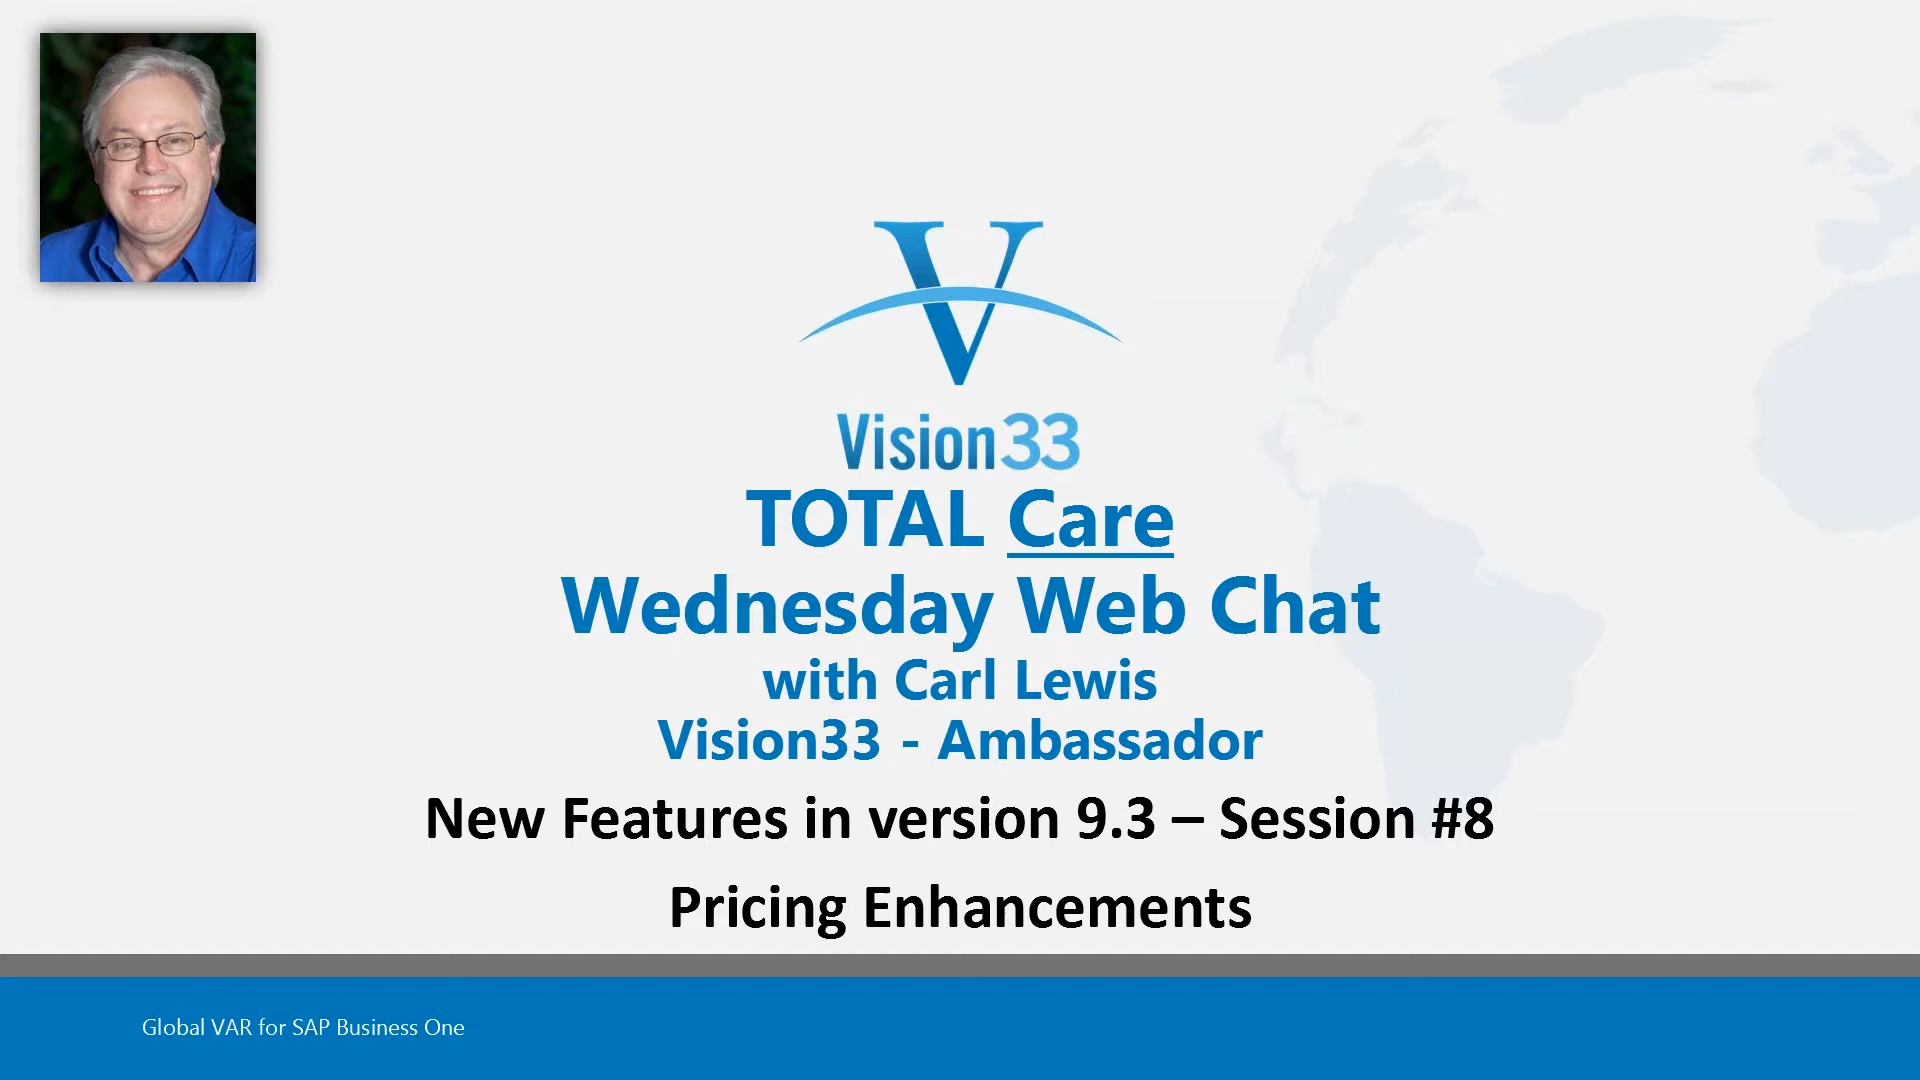 Vision33
TOTAL Care
Wednesday Web Chat
with Carl Lewis
Vision33 - Ambassador
New Features in version 9.3 – Session #8
Pricing Enhancements
Global VAR for SAP Business One